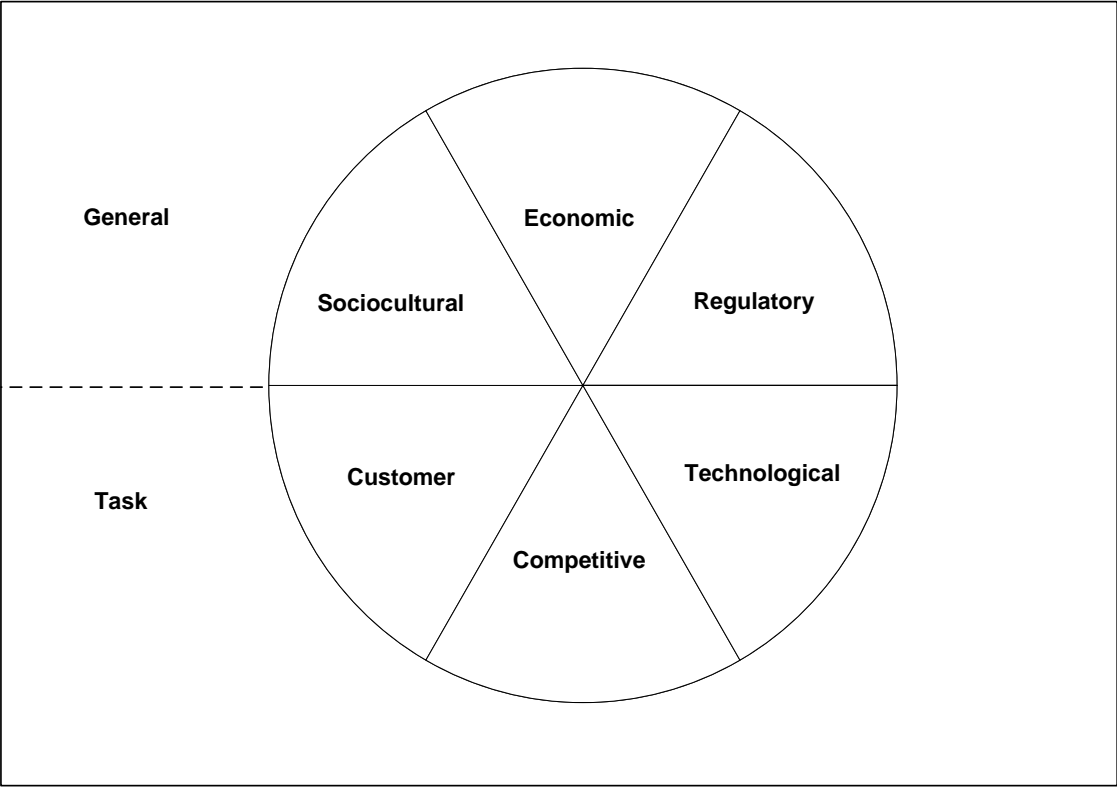 General
Economic
Sociocultural
Regulatory
Customer
Technological
Task
Competitive